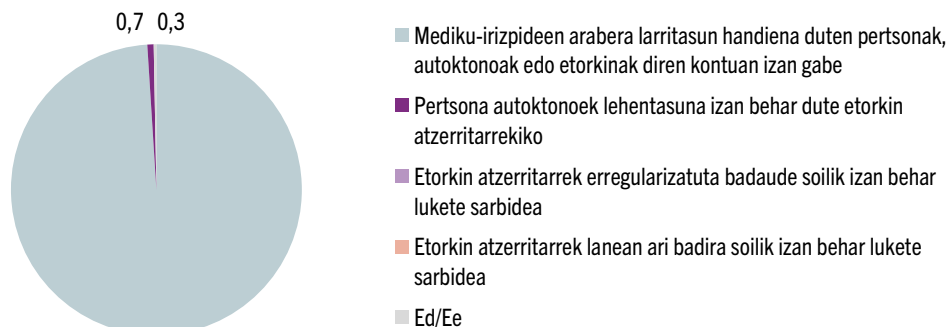 0,7 0,3
Mediku-irizpideen arabera larritasun handiena duten pertsonak,
autoktonoak edo etorkinak diren kontuan izan gabe
Pertsona autoktonoek lehentasuna izan behar dute etorkin
atzerritarrekiko
Etorkin atzerritarrek erregularizatuta badaude soilik izan behar
lukete sarbidea
Etorkin atzerritarrek lanean ari badira soilik izan behar lukete
sarbidea
Ed/Ee